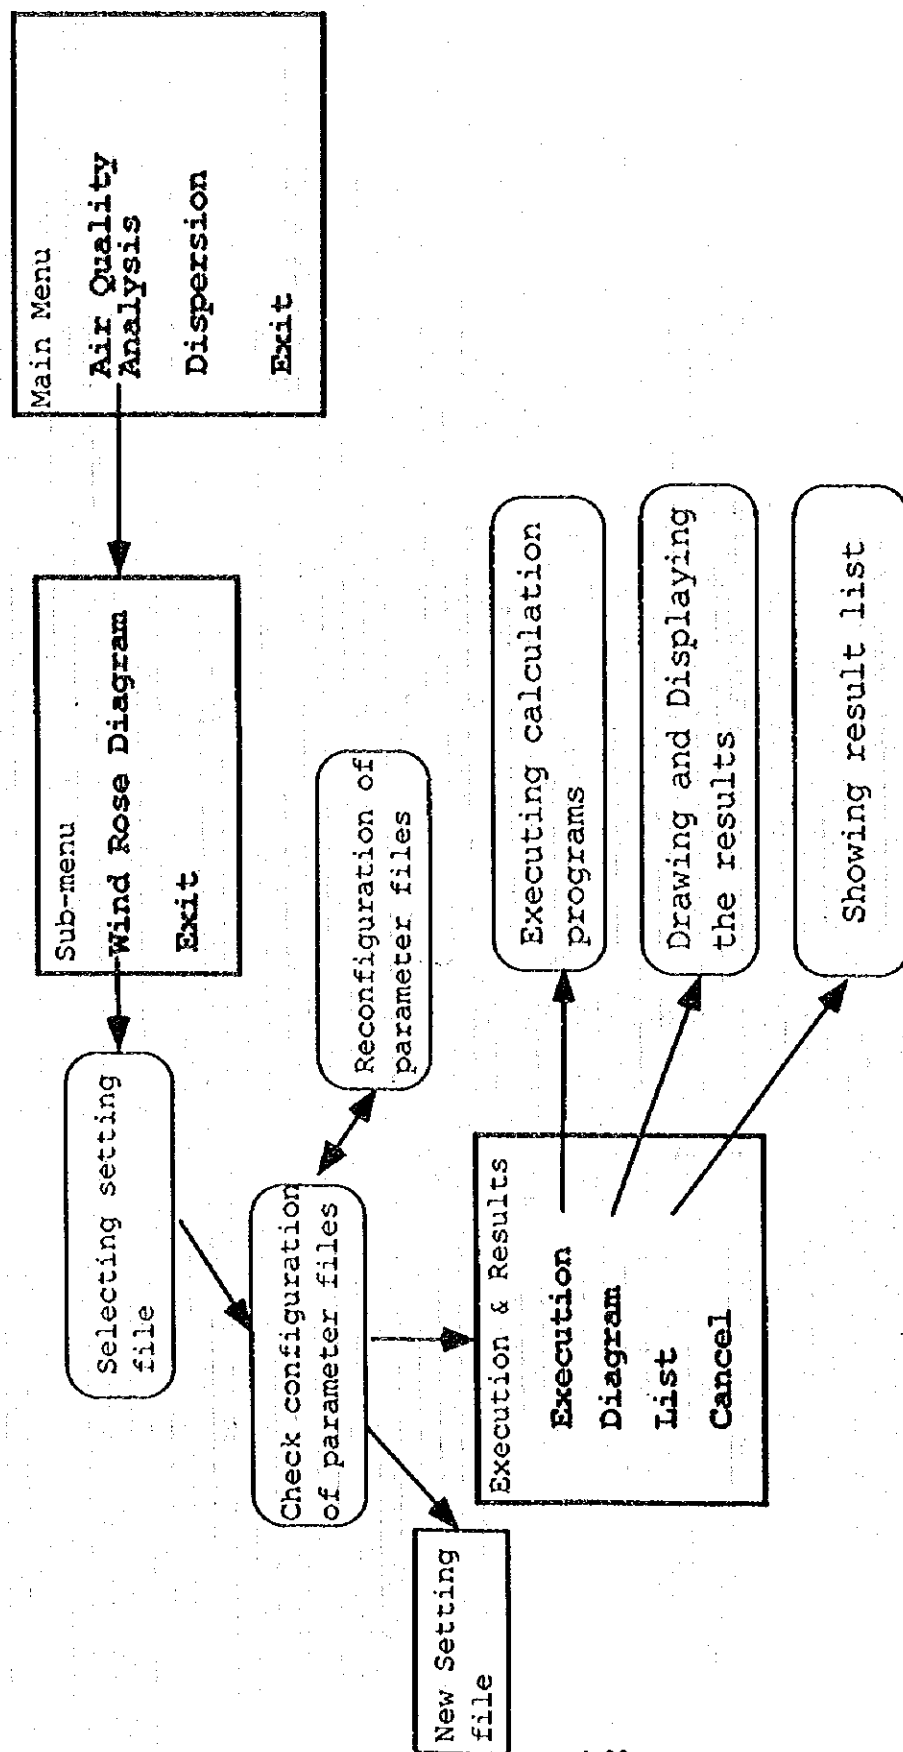 Main Menu
Air Quality
Analysis
Dispersion
Exit
Sub-menu
Wind Rose Diagram
Exit
Selecting setting
file
Check configuration
of parameter files
Reconfiguration of
parameter files
New Setting
file
Execution & Results
Execution
Diagram
List
Cancel
Executing calculation
programs
Drawing and Displaying
the results
Showing result list